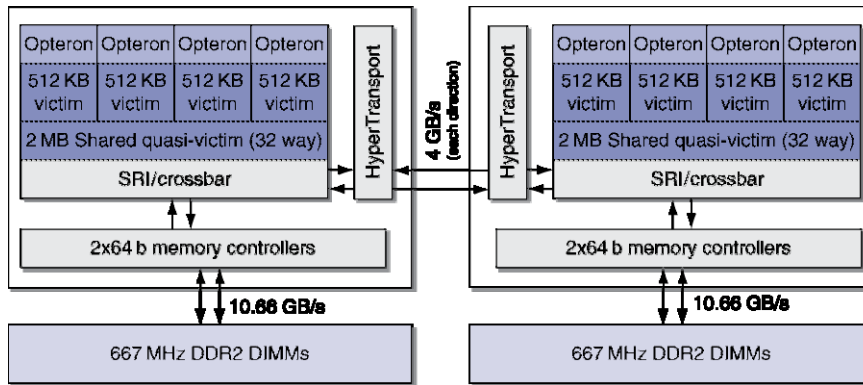 Opteron Opteron Opteron Opteron
512 KB victim 512 KB victim 512 KB victim 512 KB victim
2 MB Shared quasi-victim (32 way)
SRI/crossbar
HyperTransport
2x64 b memory controllers
10.66 GB/s
667 MHz DDR2 DIMMs
4 GB/s
(each direction)
HyperTransport
Opteron Opteron Opteron Opteron
512 KB victim 512 KB victim 512 KB victim 512 KB victim
2 MB Shared quasi-victim (32 way)
SRI/crossbar
2x64 b memory controllers
10.66 GB/s
667 MHz DDR2 DIMMs